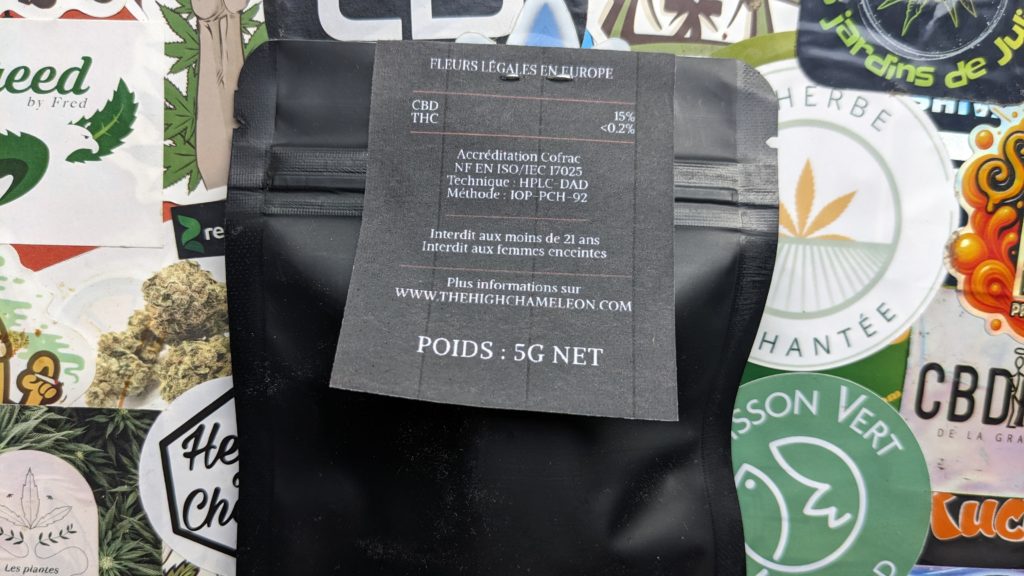 FLEURS LÉGALES EN EUROPE
CBD 15%
THC <0.2%
Accréditation Cofrac
NF EN ISO/IEC 17025
Technique : HPLC-DAD
Méthode : IOP-PCH-92
Interdit aux moins de 21 ans
Interdit aux femmes enceintes
Plus informations sur
WWW.THEHIGHCHAMELEON.COM
POIDS : 5G NET
eed
by Fred
re
He
Ch
Les plantes
CBD
jardins de Jul
HERBE
HANTÉE
CBD
DE LA GRA
SSON VERT